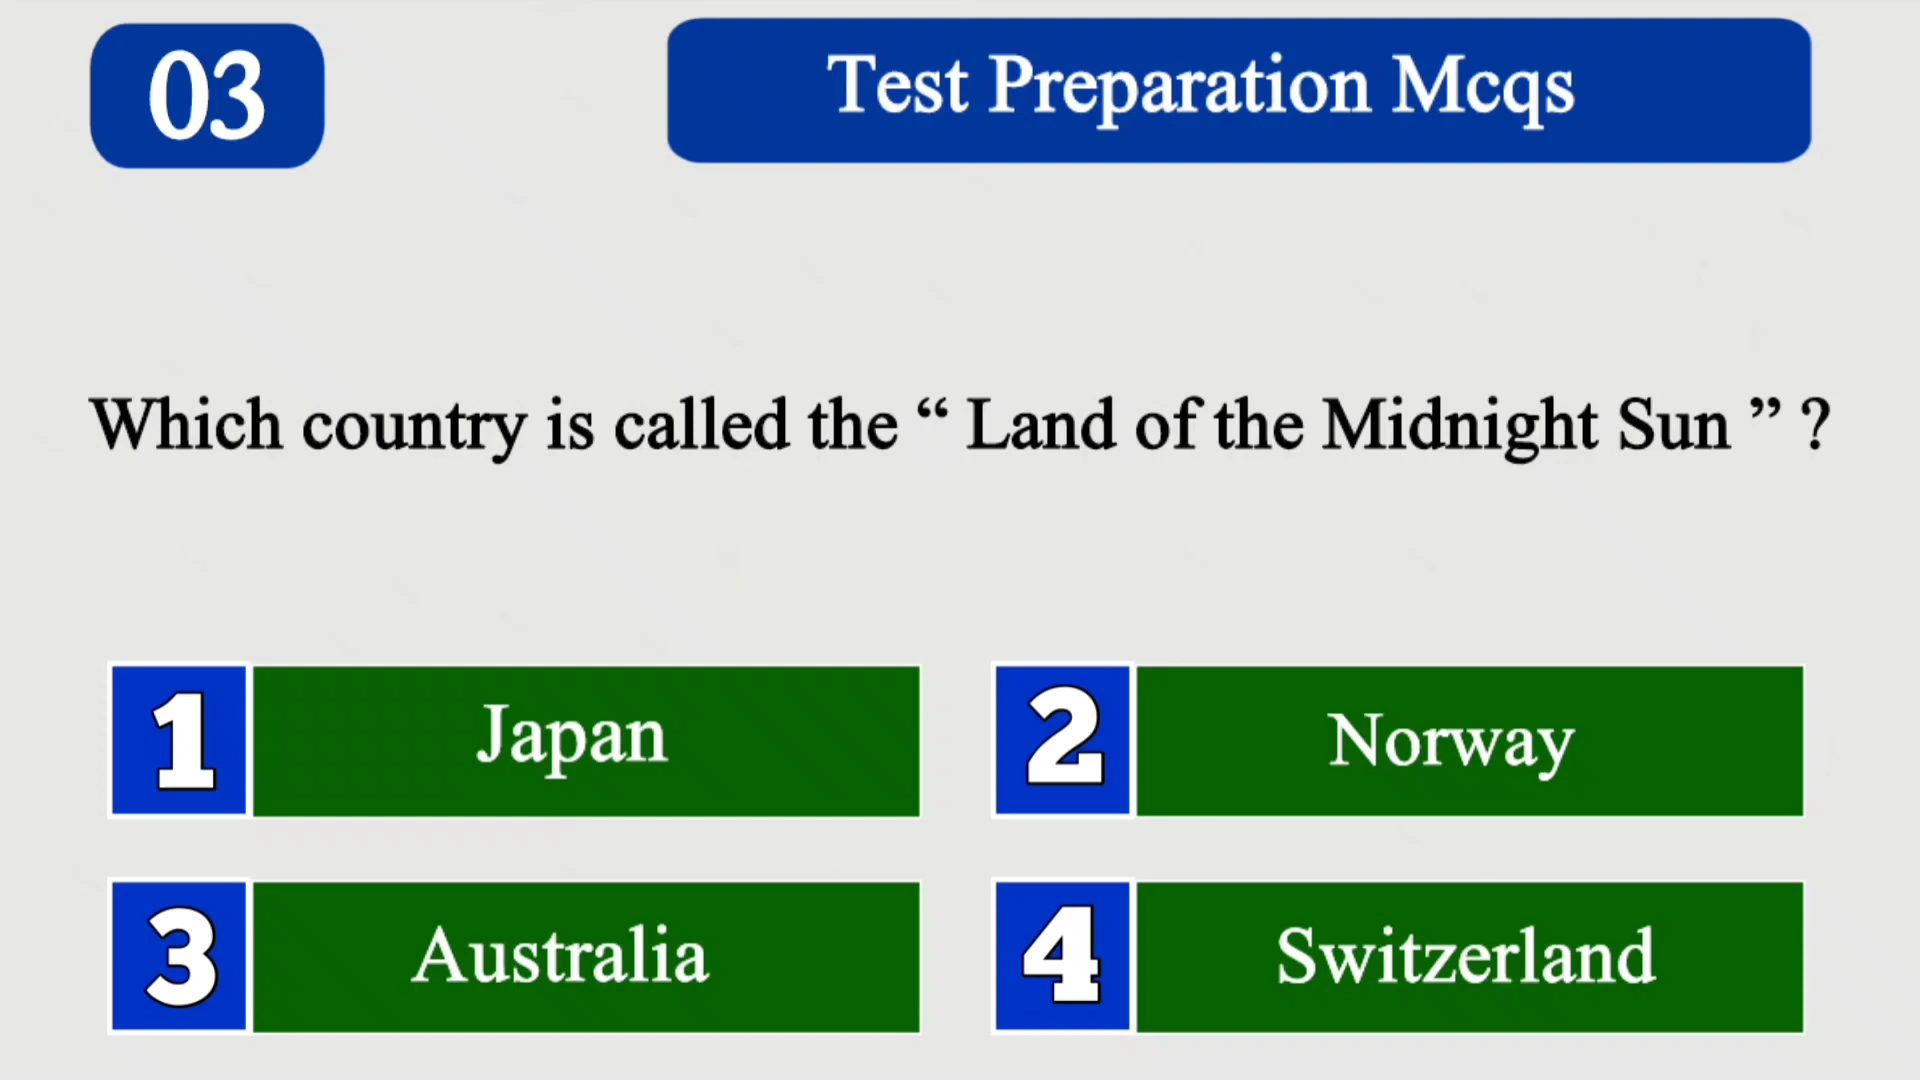 03
Test Preparation Mcqs
Which country is called the “ Land of the Midnight Sun ” ?
1 Japan
2 Norway
3 Australia
4 Switzerland